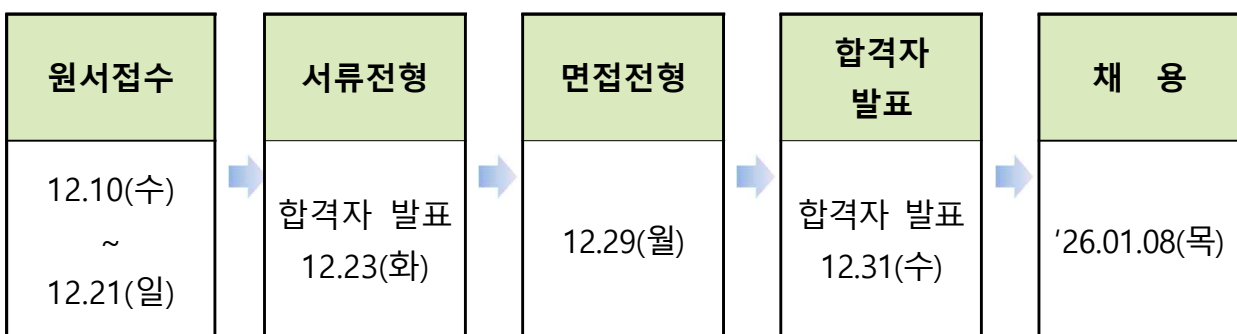 원서접수
12.10(수)
~
12.21(일)
서류전형
합격자 발표
12.23(화)
면접전형
12.29(월)
합격자
발표
합격자 발표
12.31(수)
채 용
'26.01.08(목)